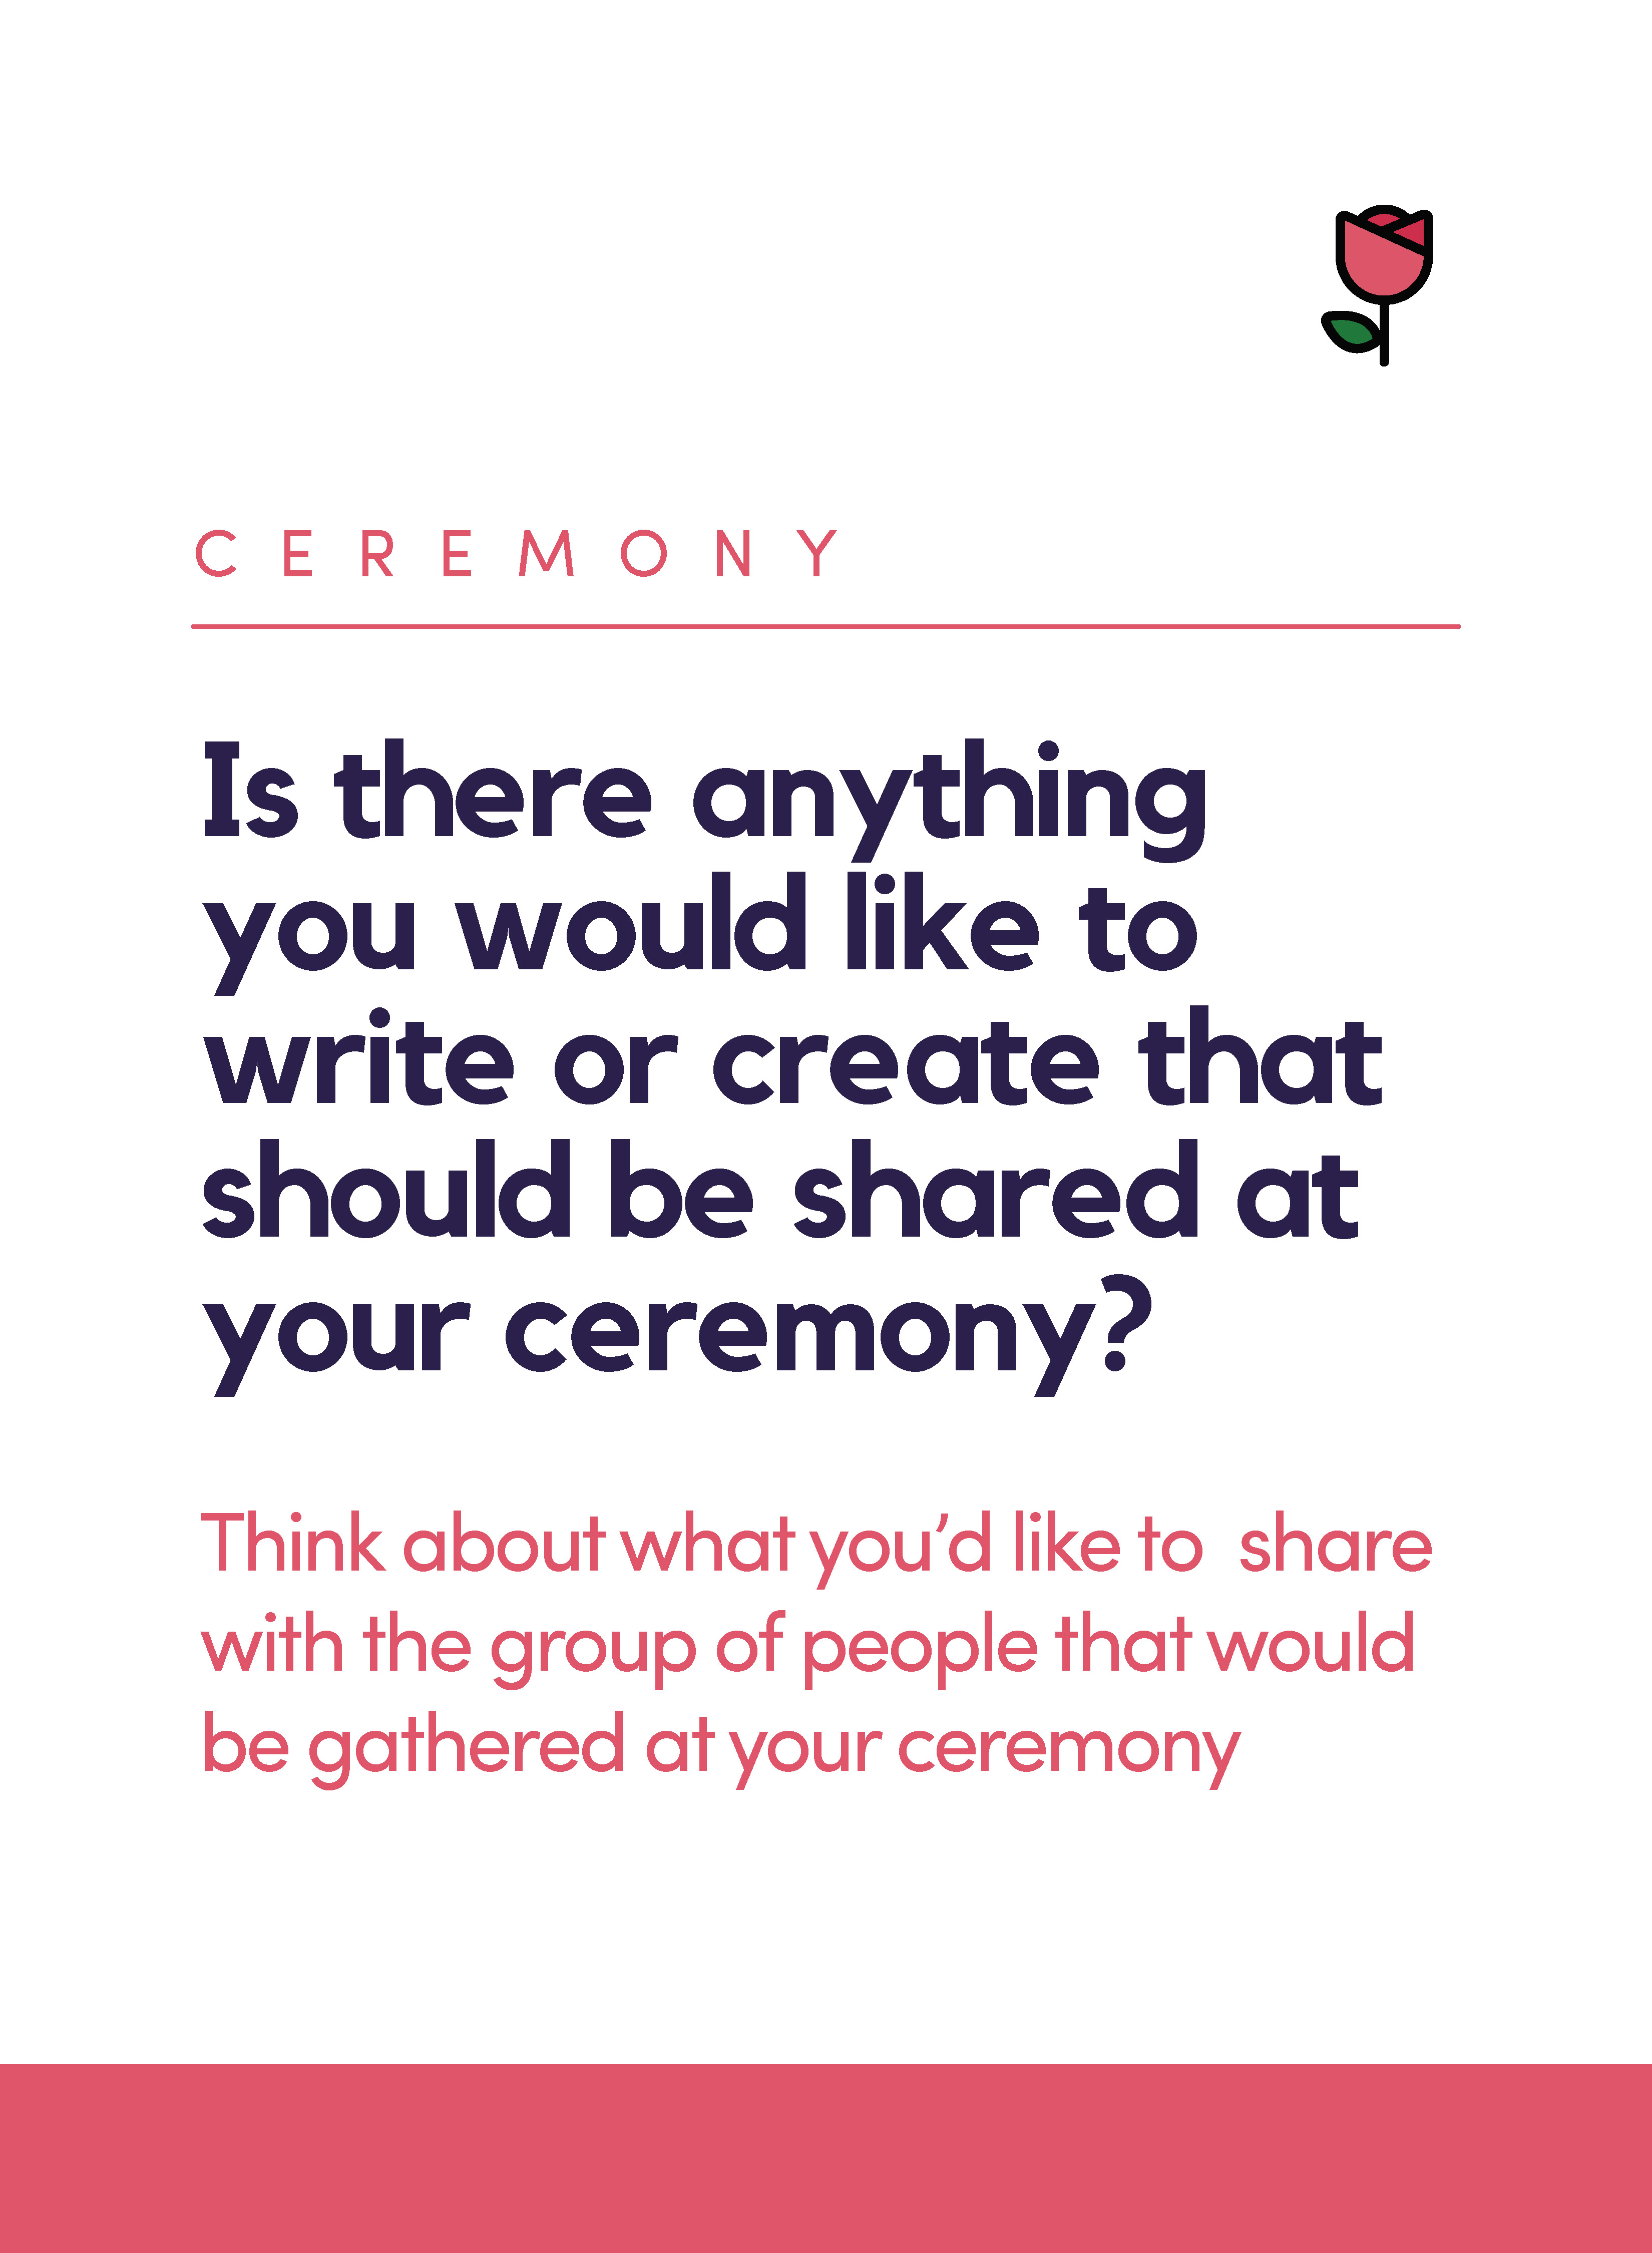 CEREMONY
Is there anything
you would like to
write or create that
should be shared at
your ceremony?
Think about what you’d like to  share
with the group of people that would
be gathered at your ceremony